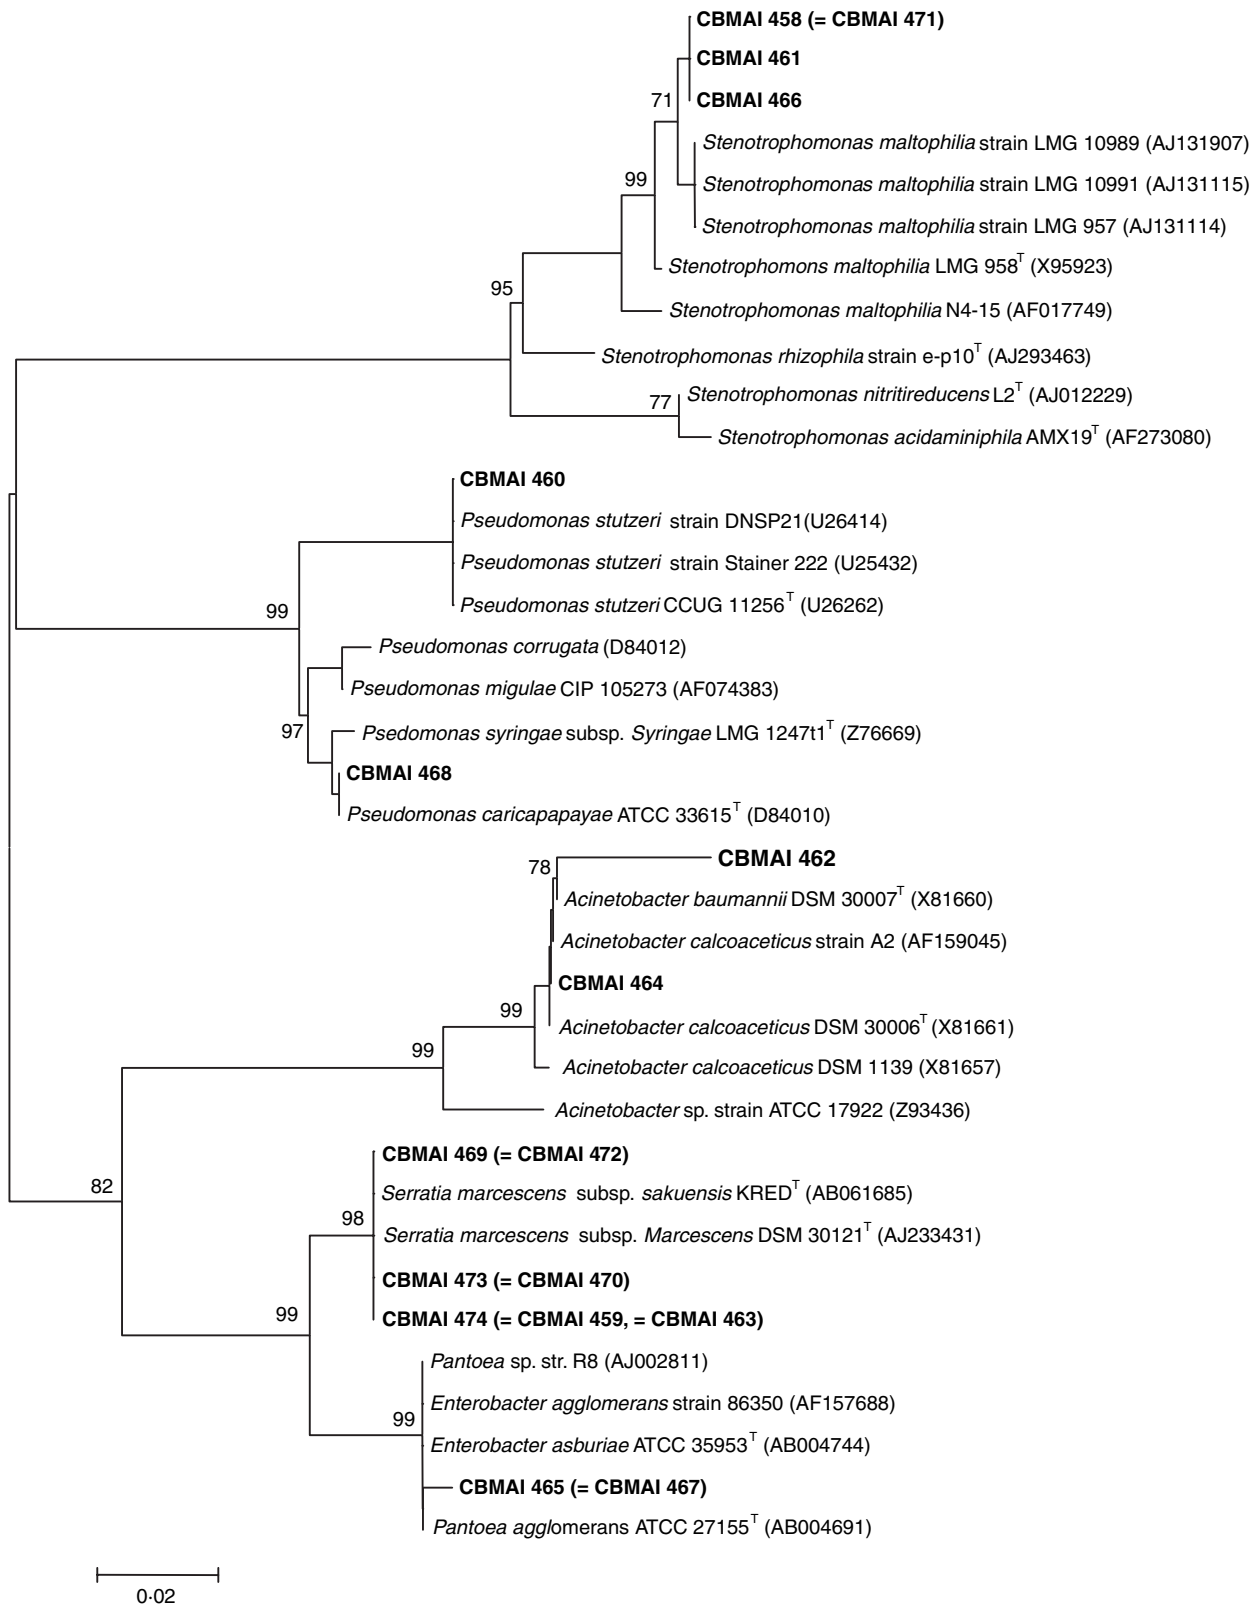 CBMAI 458 (= CBMAI 471)
CBMAI 461
71
CBMAI 466
Stenotrophomonas maltophilia strain LMG 10989 (AJ131907)
99
Stenotrophomonas maltophilia strain LMG 10991 (AJ131115)
Stenotrophomonas maltophilia strain LMG 957 (AJ131114)
Stenotrophomons maltophilia LMG 958T (X95923)
95
Stenotrophomonas maltophilia N4-15 (AF017749)
Stenotrophomonas rhizophila strain e-p10T (AJ293463)
77
Stenotrophomonas nitritireducens L2T (AJ012229)
Stenotrophomonas acidaminiphila AMX19T (AF273080)
CBMAI 460
Pseudomonas stutzeri strain DNSP21(U26414)
Pseudomonas stutzeri strain Stainer 222 (U25432)
Pseudomonas stutzeri CCUG 11256T (U26262)
99
Pseudomonas corrugata (D84012)
Pseudomonas migulae CIP 105273 (AF074383)
97
Psedomonas syringae subsp. Syringae LMG 1247t1T (Z76669)
CBMAI 468
Pseudomonas caricapapayae ATCC 33615T (D84010)
78
CBMAI 462
Acinetobacter baumannii DSM 30007T (X81660)
Acinetobacter calcoaceticus strain A2 (AF159045)
CBMAI 464
99
Acinetobacter calcoaceticus DSM 30006T (X81661)
99
Acinetobacter calcoaceticus DSM 1139 (X81657)
Acinetobacter sp. strain ATCC 17922 (Z93436)
CBMAI 469 (= CBMAI 472)
82
Serratia marcescens subsp. sakuensis KREDT (AB061685)
98
Serratia marcescens subsp. Marcescens DSM 30121T (AJ233431)
CBMAI 473 (= CBMAI 470)
99
CBMAI 474 (= CBMAI 459, = CBMAI 463)
Pantoea sp. str. R8 (AJ002811)
Enterobacter agglomerans strain 86350 (AF157688)
99
Enterobacter asburiae ATCC 35953T (AB004744)
CBMAI 465 (= CBMAI 467)
Pantoea agglomerans ATCC 27155T (AB004691)
0·02